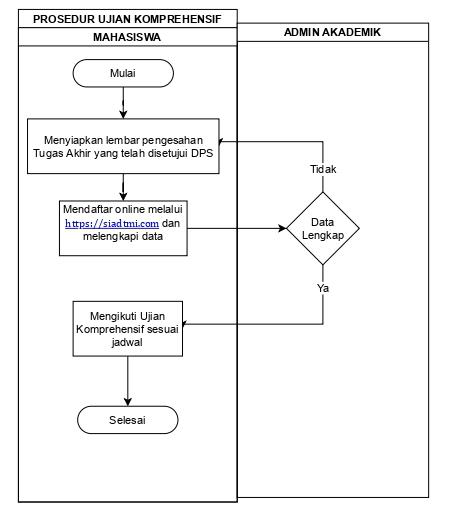 PROSEDUR UJIAN KOMPREHENSIF
MAHASISWA
ADMIN AKADEMIK
Mulai
Menyiapkan lembar pengesahan
Tugas Akhir yang telah disetujui DPS
Tidak
Mendaftar online melalui
https://siadtmi.com dan
melengkapi data
Data
Lengkap
Ya
Mengikuti Ujian
Komprehensif sesuai
jadwal
Selesai